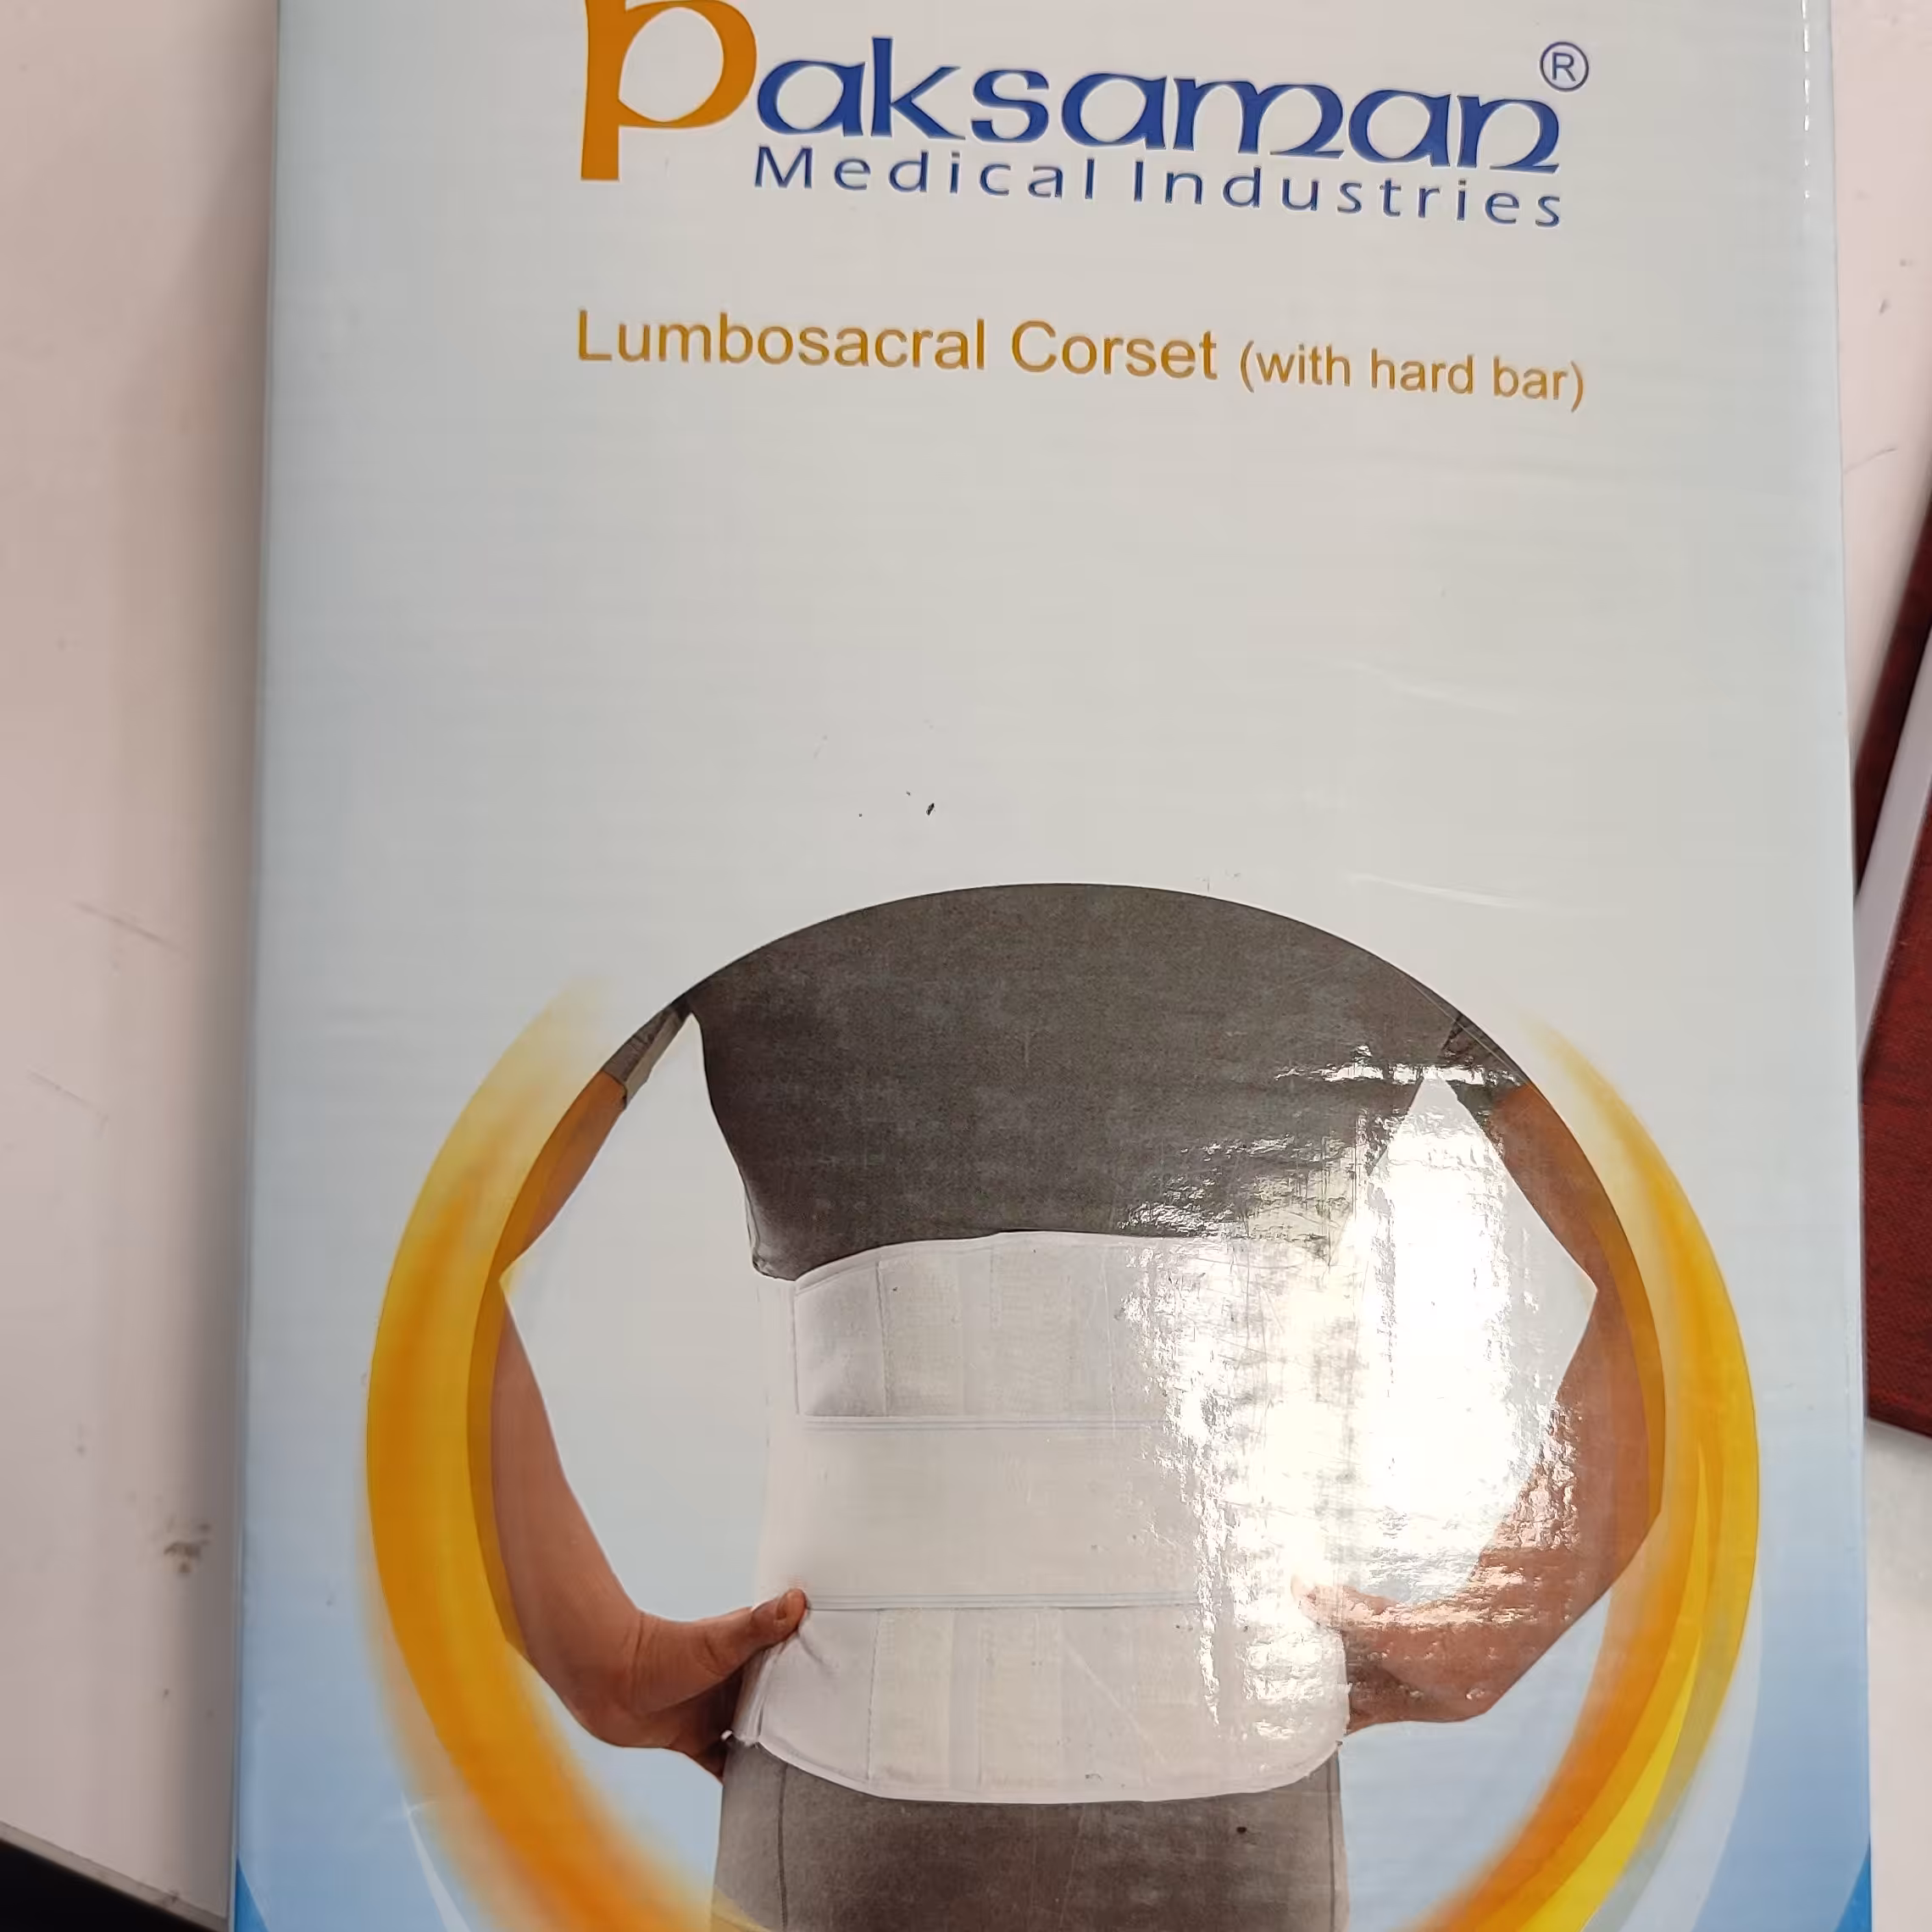 Paksaman®
Medical Industries
Lumbosacral Corset (with hard bar)